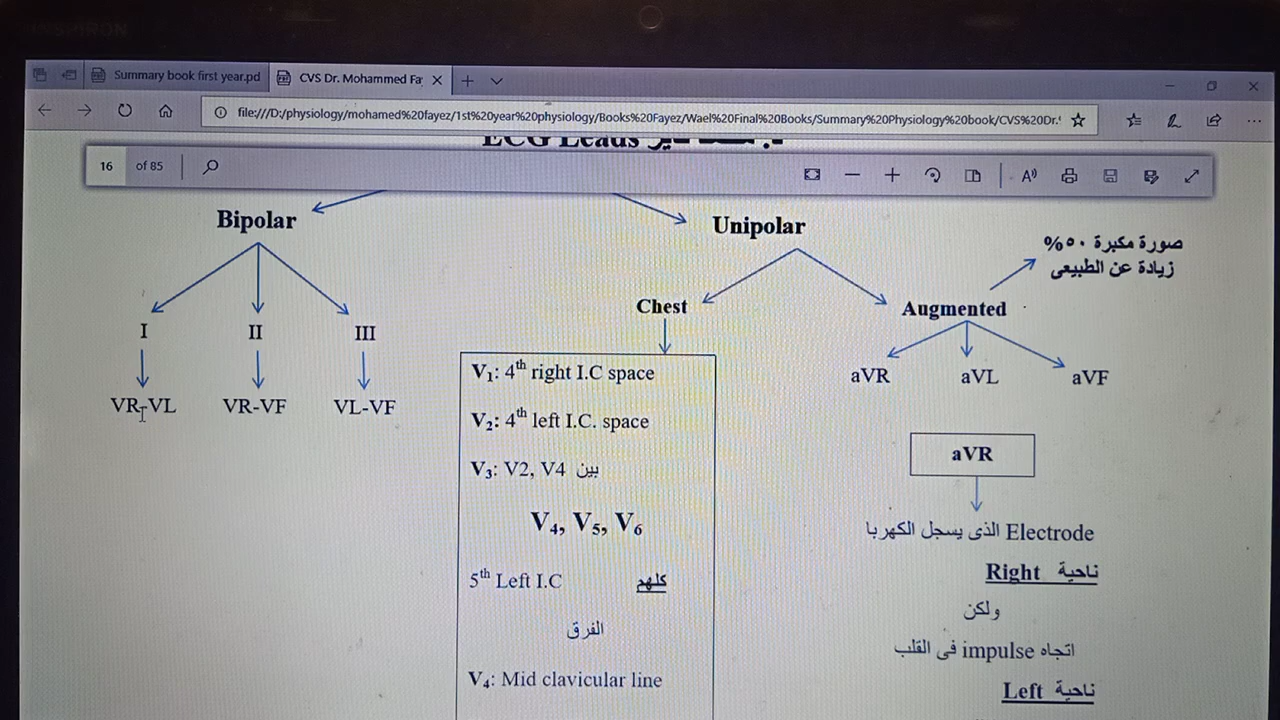 INSPIRON
Summary book first year.pd
CVS Dr. Mohammed Fa
file:///D:/physiology/mohamed%20fayez/1st%20year%20physiology/Books%20Fayez/Wael%20Final%20Books/Summary%20Physiology%20book/CVS%20Dr.
ECG Leads
16 of 85
Bipolar
Unipolar
صورة مكبرة ٥٠%
زيادة عن الطبيعى
Chest
Augmented
I II III
VR-VL VR-VF VL-VF
aVR aVL aVF
V₁: 4th right I.C space
V₂: 4th left I.C. space
V₃: V2, V4 بين
V₄, V₅, V₆
5th Left I.C كلهم
الفرق
V₄: Mid clavicular line
aVR
Electrode الذى يسجل الكهربا
ناحية Right
ولكن
اتجاه impulse فى القلب
ناحية Left